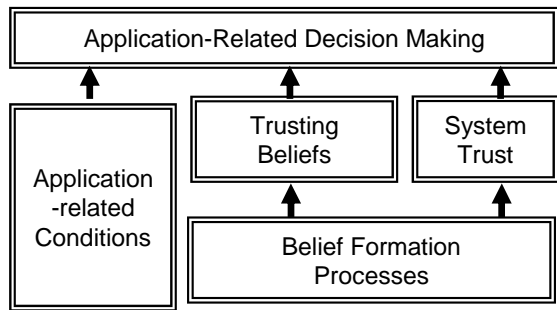 Application-Related Decision Making
Trusting
Beliefs
System
Trust
Application
-related
Conditions
Belief Formation
Processes